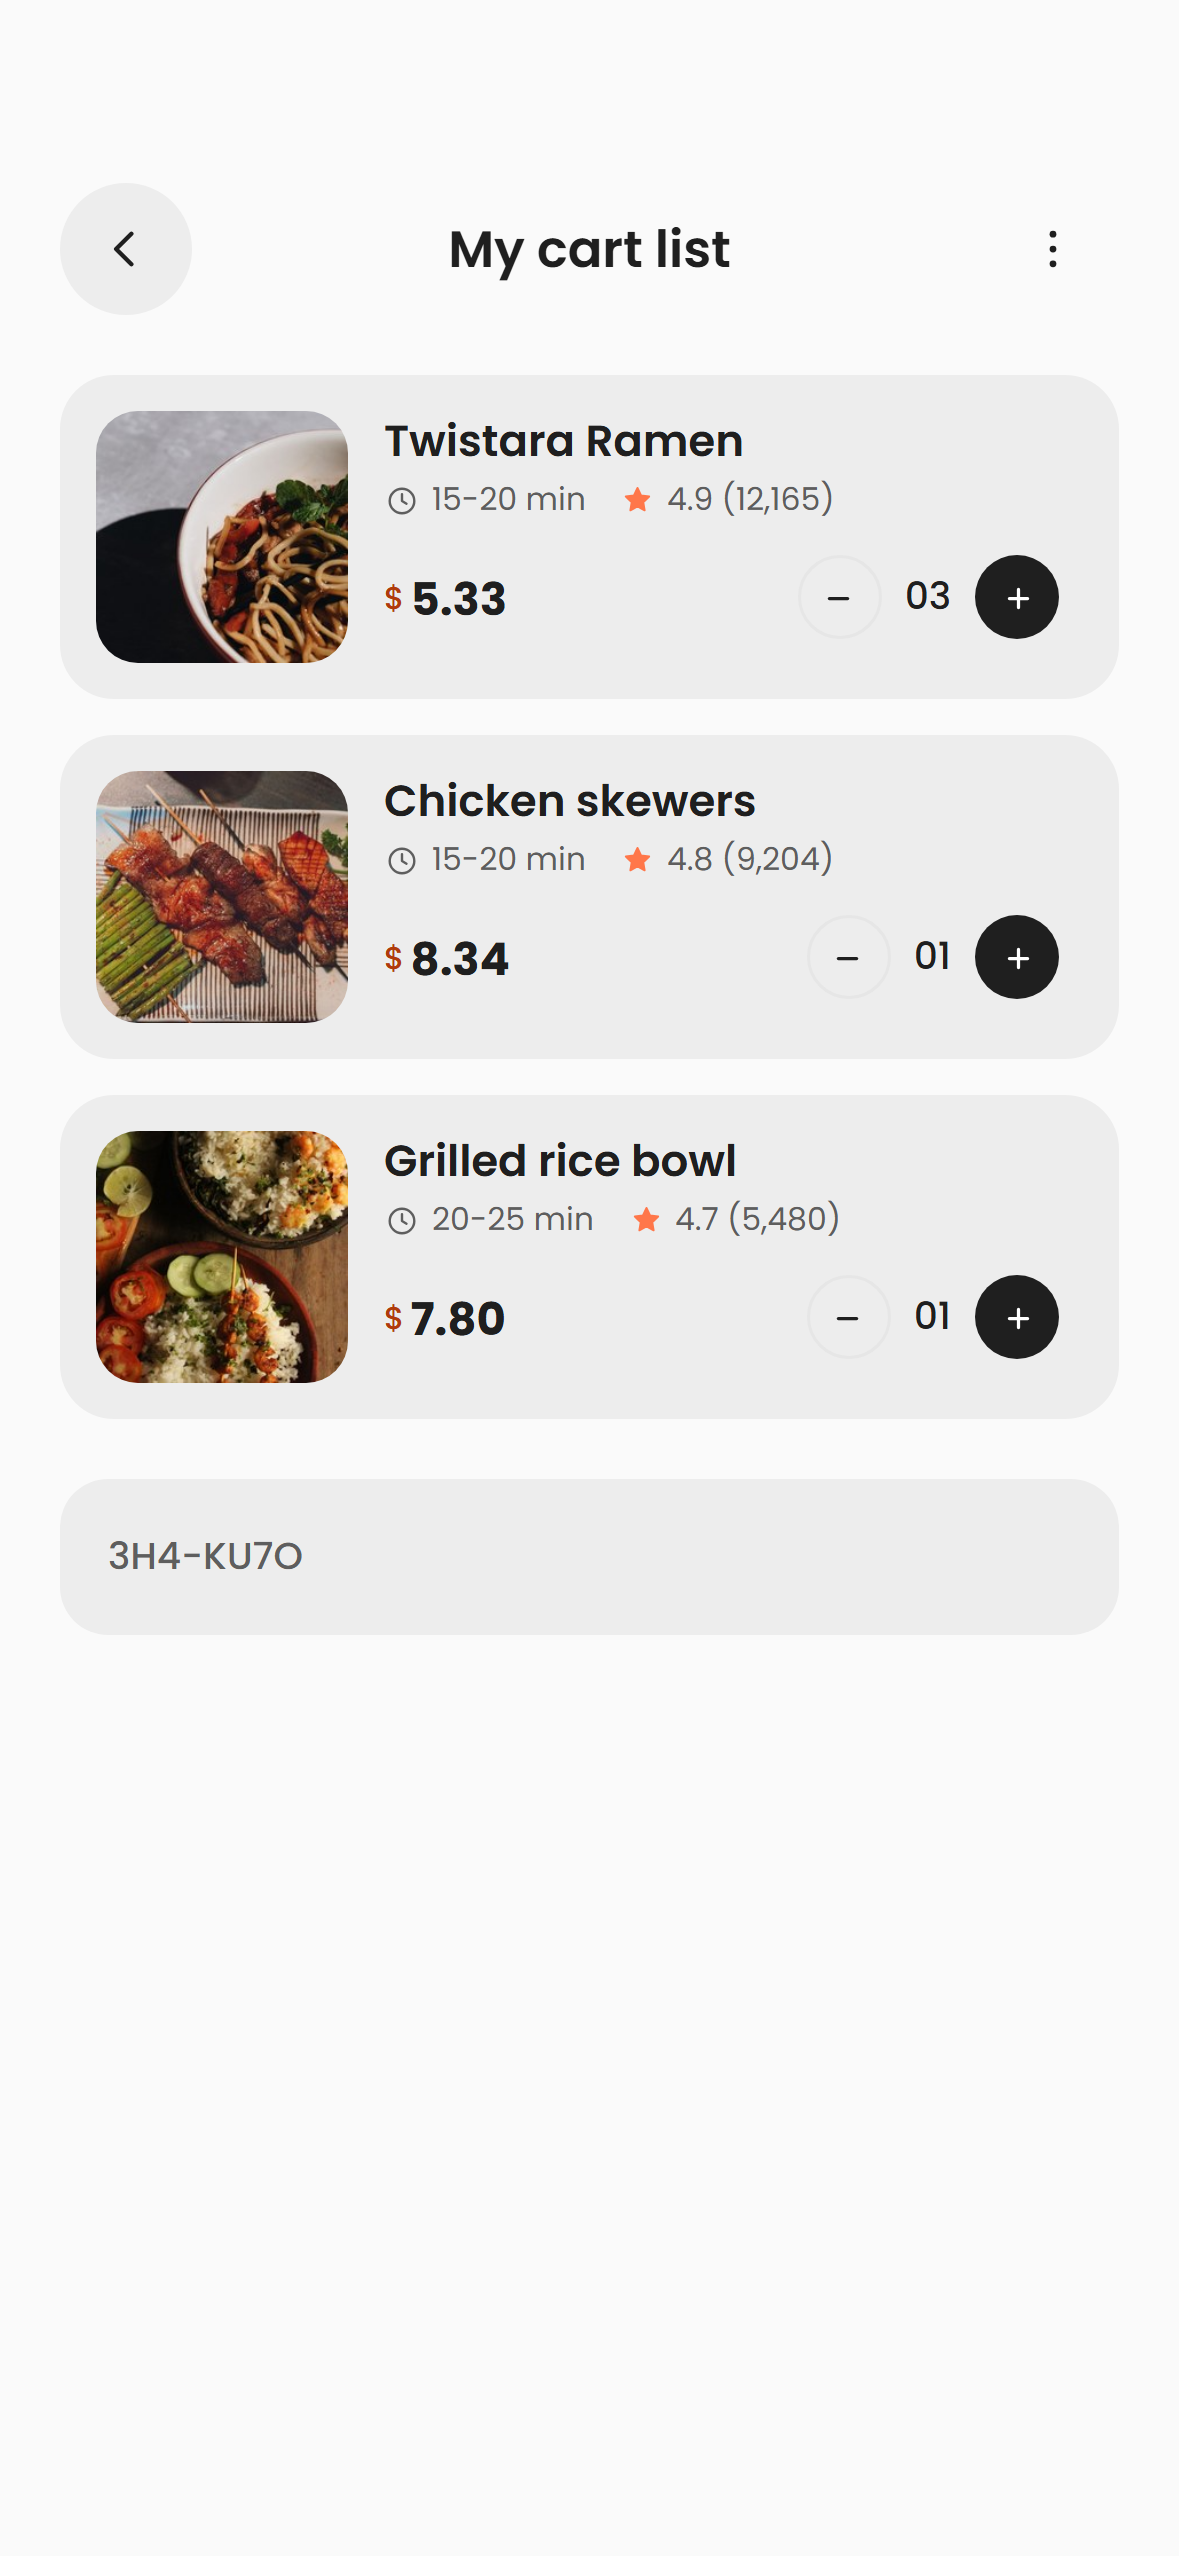 My cart list
Twistara Ramen
15-20 min 4.9 (12,165)
$ 5.33 − 03 +
Chicken skewers
15-20 min 4.8 (9,204)
$ 8.34 − 01 +
Grilled rice bowl
20-25 min 4.7 (5,480)
$ 7.80 − 01 +
3H4-KU7O